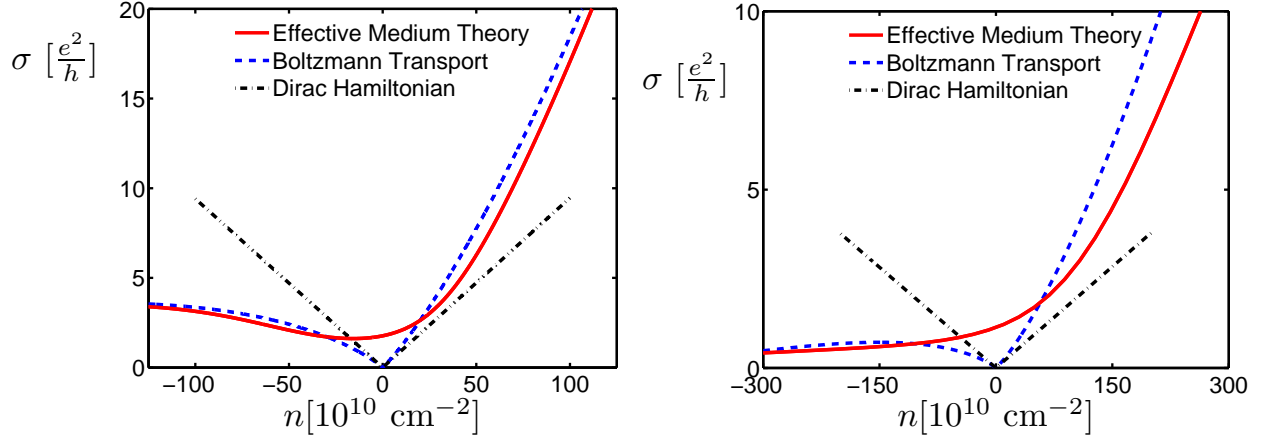 20
15
10
5
0
σ [e²/h]
Effective Medium Theory
Boltzmann Transport
Dirac Hamiltonian
−100
−50
0
50
100
n[10¹⁰ cm⁻²]
10
5
0
σ [e²/h]
Effective Medium Theory
Boltzmann Transport
Dirac Hamiltonian
−300
−150
0
150
300
n[10¹⁰ cm⁻²]